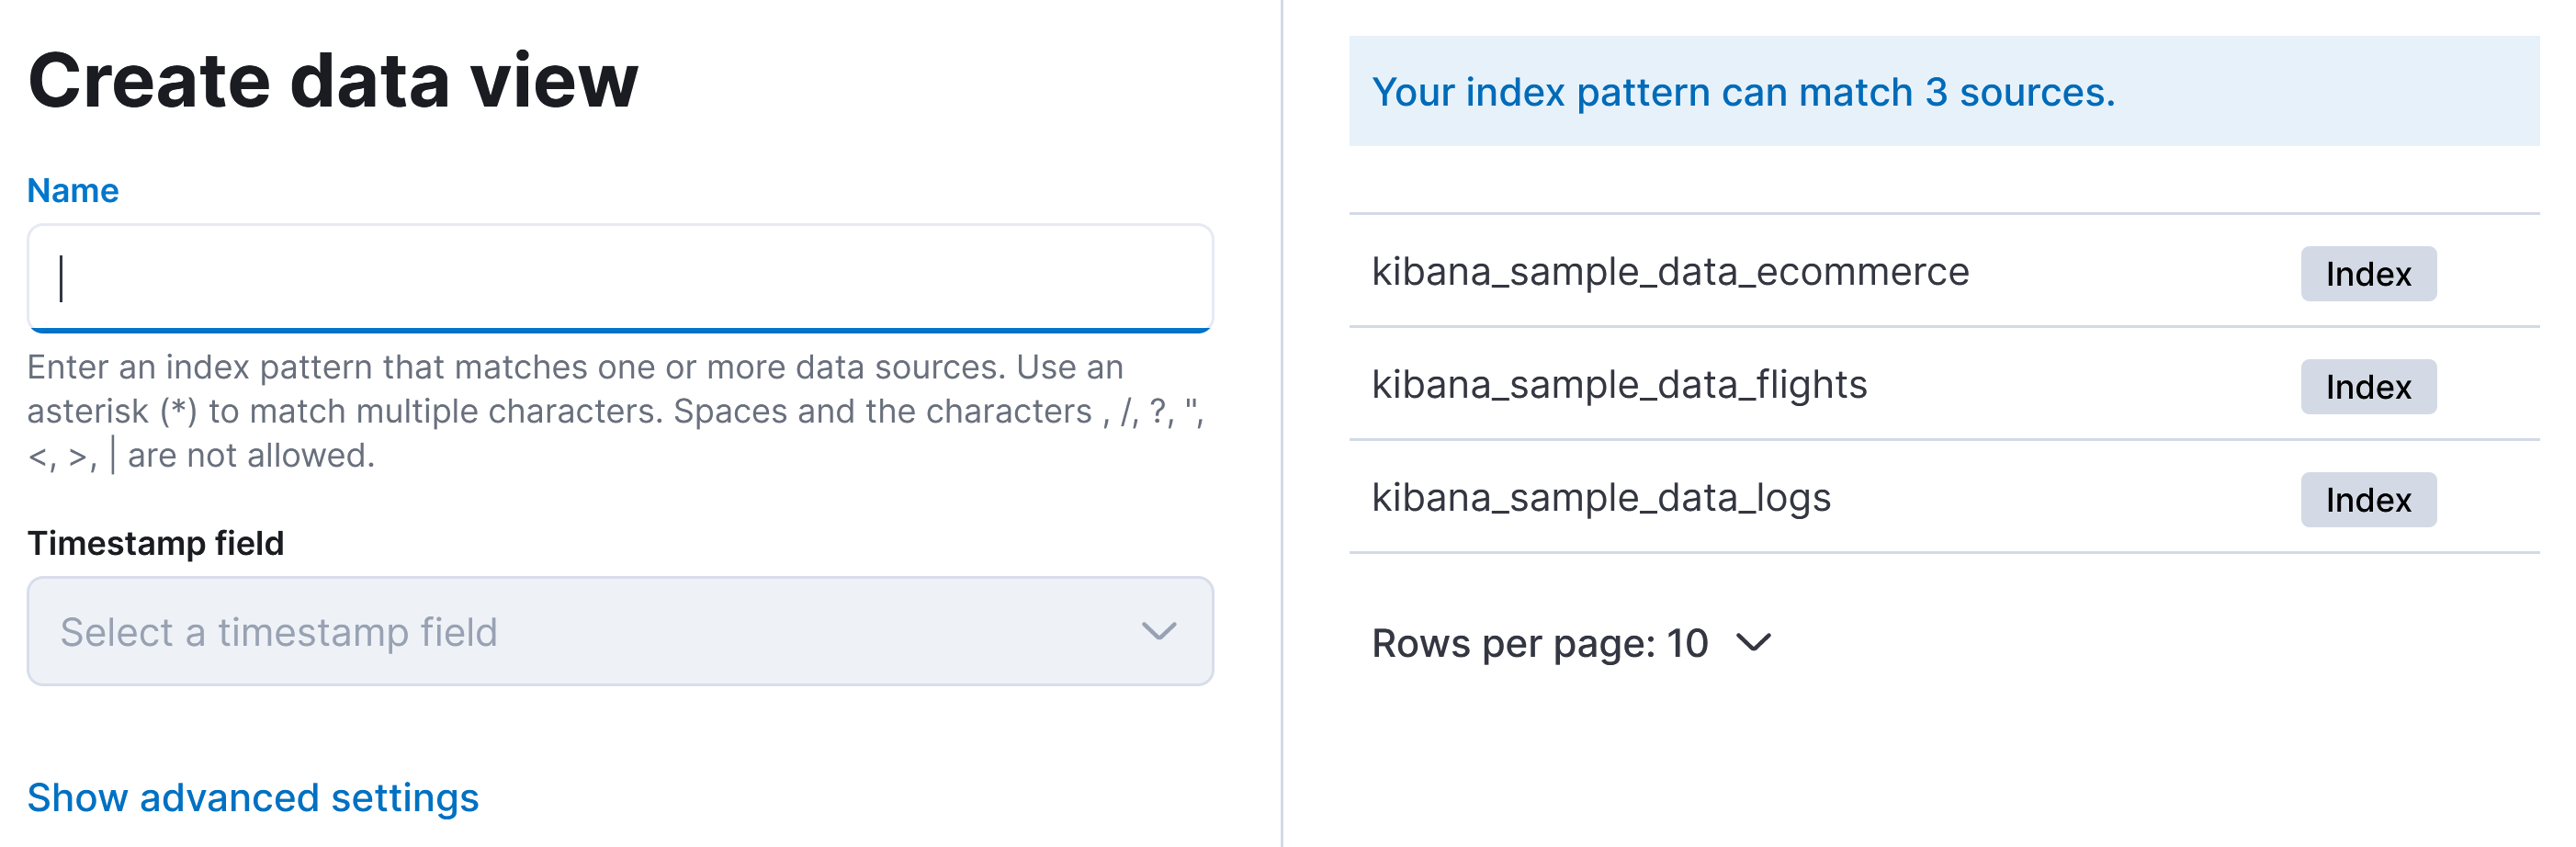 Create data view
Name
Enter an index pattern that matches one or more data sources. Use an
asterisk (*) to match multiple characters. Spaces and the characters , /, ?, ",
<, >, | are not allowed.
Timestamp field
Select a timestamp field
Show advanced settings
Your index pattern can match 3 sources.
kibana_sample_data_ecommerce Index
kibana_sample_data_flights Index
kibana_sample_data_logs Index
Rows per page: 10